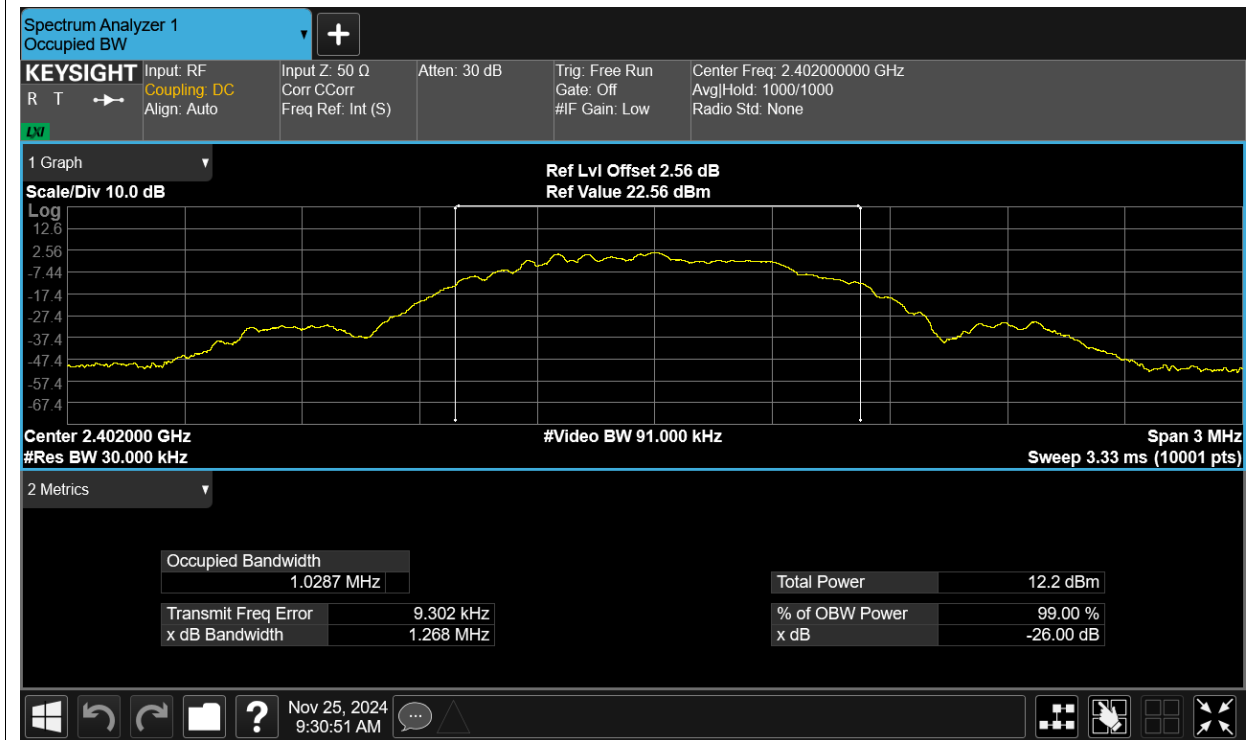 Spectrum Analyzer 1
Occupied BW
KEYSIGHT
R T
LXI
Input: RF
Coupling: DC
Align: Auto
Input Z: 50 Ω
Corr CCorr
Freq Ref: Int (S)
Atten: 30 dB
Trig: Free Run
Gate: Off
#IF Gain: Low
Center Freq: 2.402000000 GHz
Avg|Hold: 1000/1000
Radio Std: None
1 Graph
Scale/Div 10.0 dB
Ref Lvl Offset 2.56 dB
Ref Value 22.56 dBm
Log
12.6
2.56
-7.44
-17.4
-27.4
-37.4
-47.4
-57.4
-67.4
Center 2.402000 GHz
#Video BW 91.000 kHz
Span 3 MHz
#Res BW 30.000 kHz
Sweep 3.33 ms (10001 pts)
2 Metrics
Occupied Bandwidth
1.0287 MHz
Total Power 12.2 dBm
Transmit Freq Error 9.302 kHz
% of OBW Power 99.00 %
x dB Bandwidth 1.268 MHz
x dB -26.00 dB
?
Nov 25, 2024
9:30:51 AM